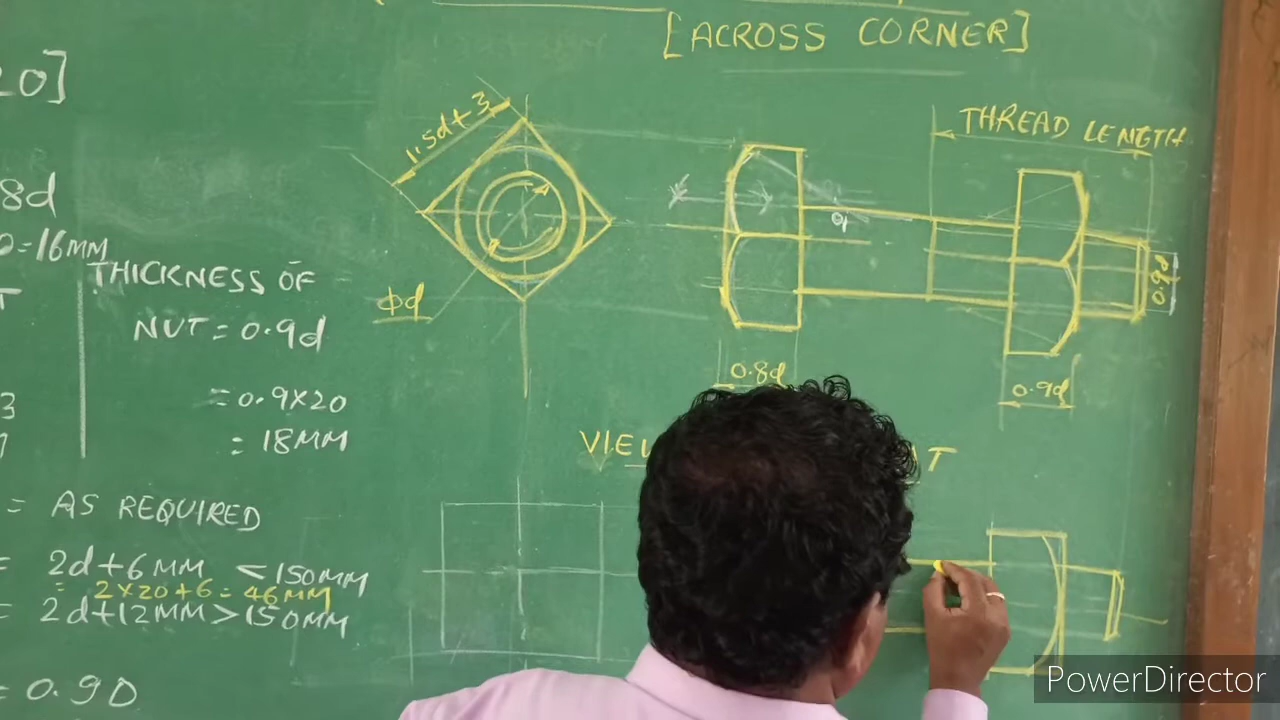 [ACROSS CORNER]
20]
8d
0=16MM
THICKNESS OF
NUT = 0.9d
= 0.9×20
= 18MM
3
= AS REQUIRED
= 2d+6MM <150MM
= 2×20+6=46MM
= 2d+12MM>150MM
= 0.9D
1.5d+3
THREAD LENGTH
φd
0.9d
0.8d
0.9d
VIE
T
PowerDirector